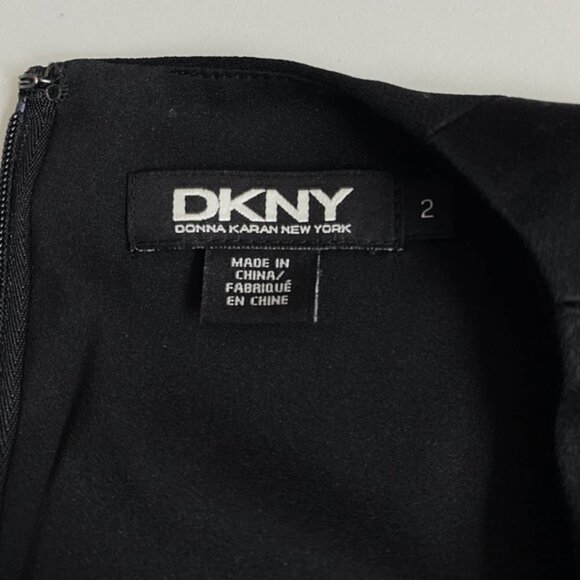 DKNY
DONNA KARAN NEW YORK
2
MADE IN
CHINA/
FABRIQUÉ
EN CHINE